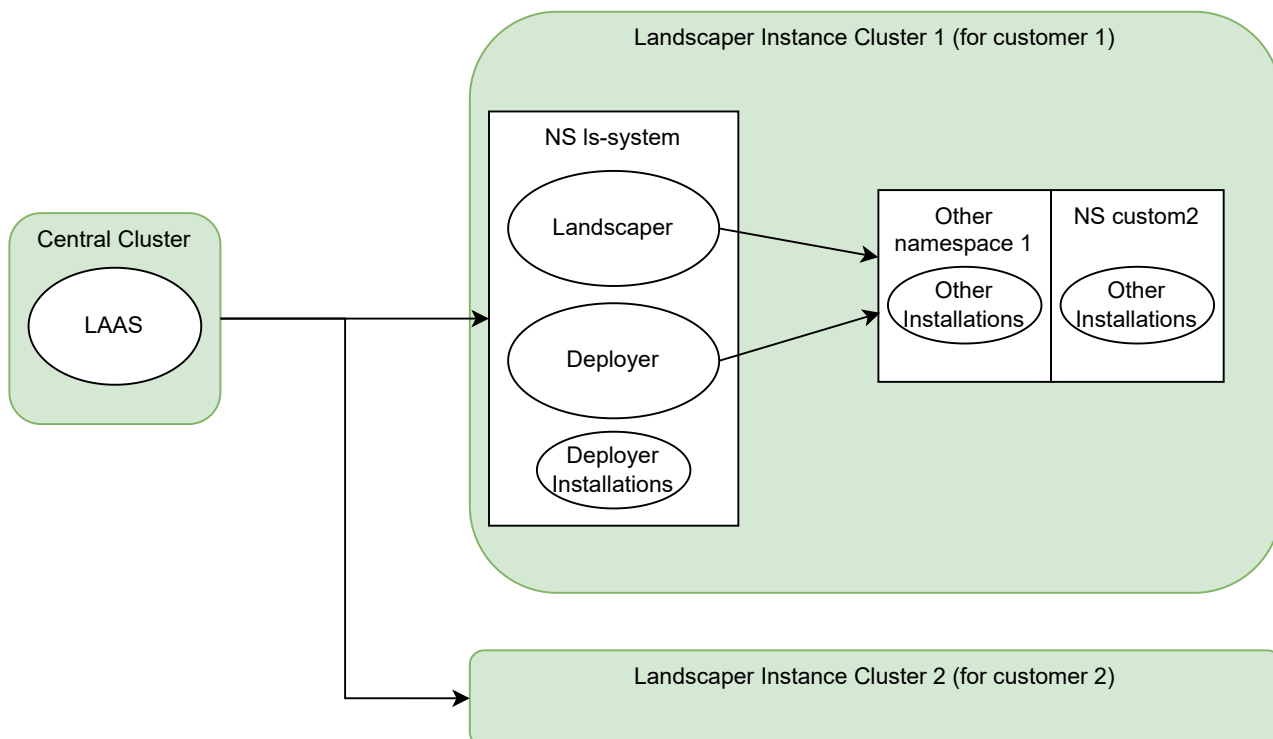 Landscaper Instance Cluster 1 (for customer 1)
NS ls-system
Landscaper
Deployer
Deployer
Installations
Other
namespace 1
Other
Installations
NS custom2
Other
Installations
Central Cluster
LAAS
Landscaper Instance Cluster 2 (for customer 2)